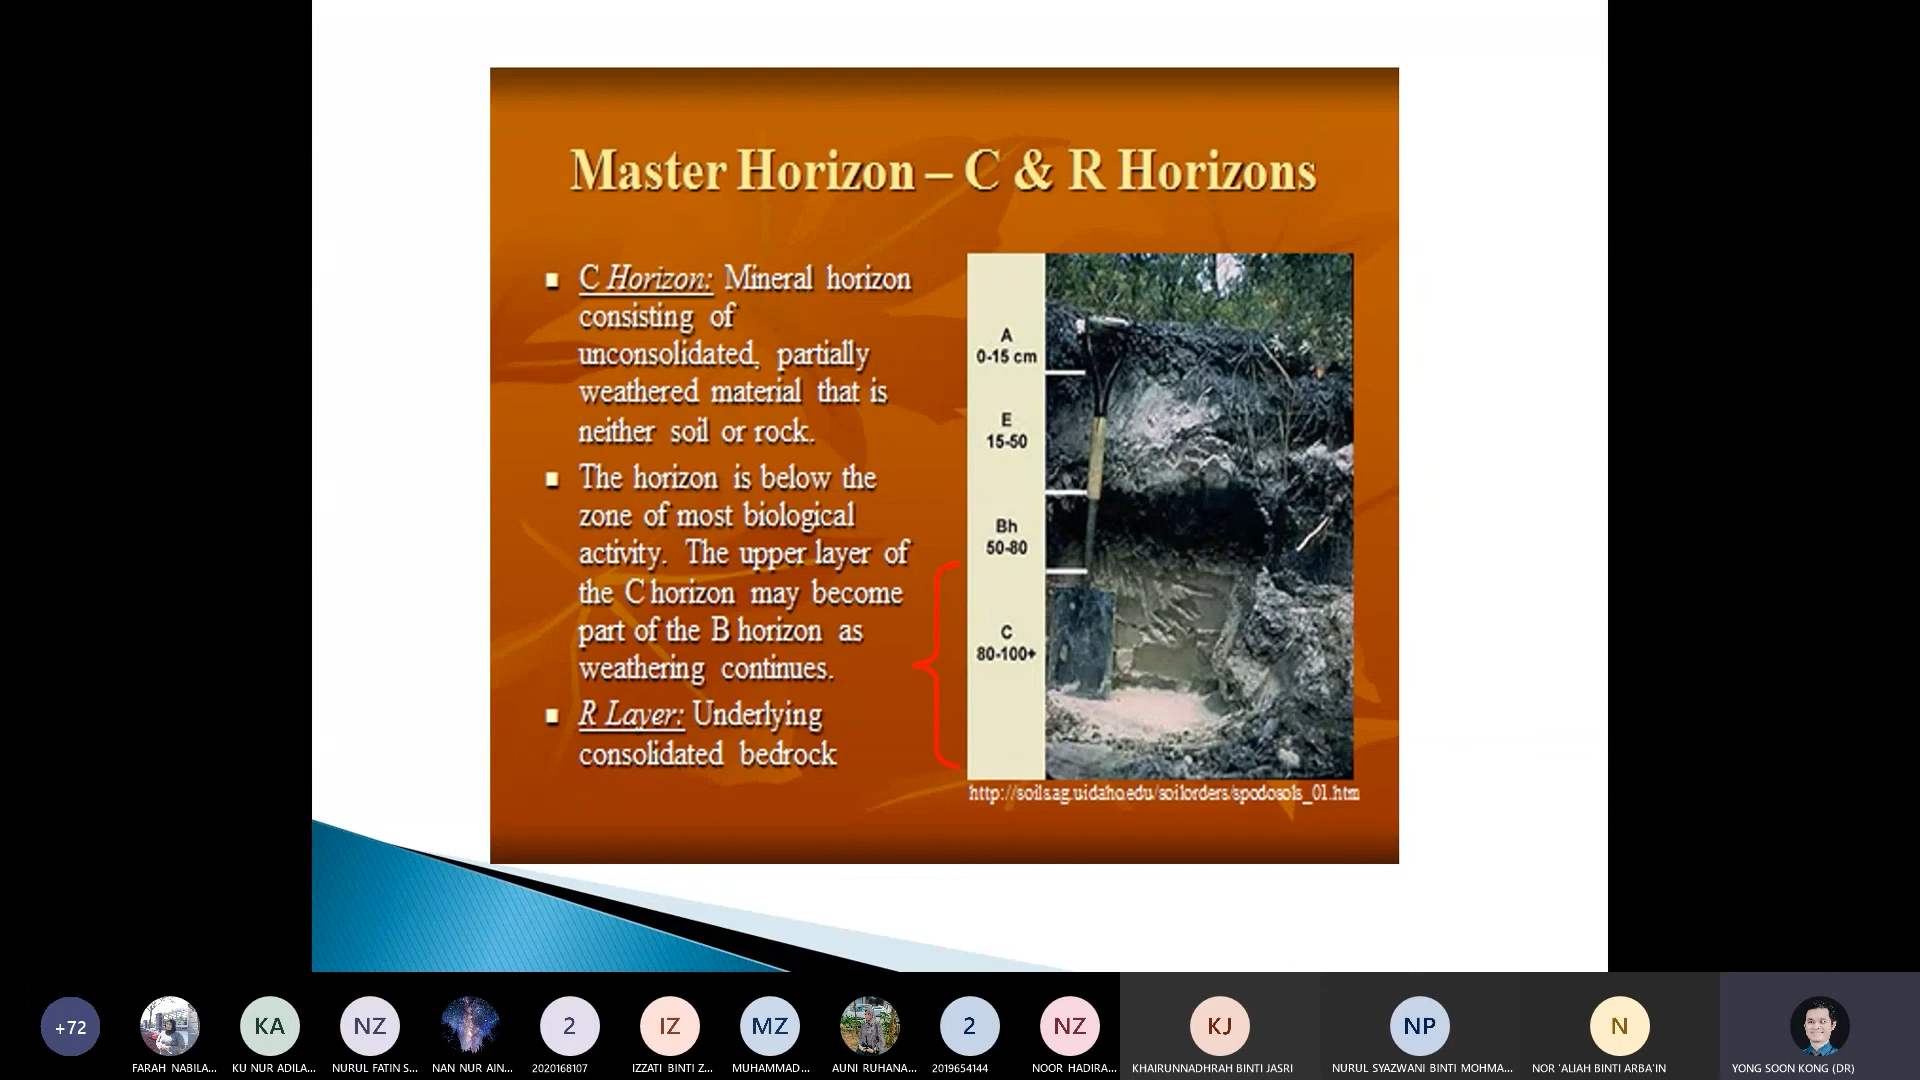 Master Horizon – C & R Horizons
C Horizon: Mineral horizon
consisting of
unconsolidated, partially
weathered material that is
neither soil or rock.
The horizon is below the
zone of most biological
activity. The upper layer of
the C horizon may become
part of the B horizon as
weathering continues.
R Layer: Underlying
consolidated bedrock
A
0-15 cm
E
15-50
Bh
50-80
C
80-100+
http://soils.ag.uidaho.edu/soilorders/spodosols_01.htm
+72
KA
NZ
2
IZ
MZ
2
NZ
KJ
NP
N
FARAH NABILA...
KU NUR ADILA...
NURUL FATIN S...
NAN NUR AIN...
2020168107
IZZATI BINTI Z...
MUHAMMAD...
AUNI RUHANA...
2019654144
NOOR HADIRA...
KHAIRUNNADHRAH BINTI JASRI
NURUL SYAZWANI BINTI MOHMA...
NOR 'ALIAH BINTI ARBA'IN
YONG SOON KONG (DR)